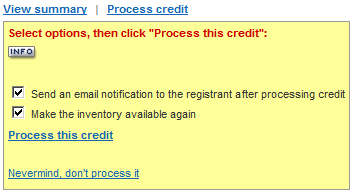 View summary | Process credit
Select options, then click "Process this credit":
INFO
Send an email notification to the registrant after processing credit
Make the inventory available again
Process this credit
Nevermind, don't process it